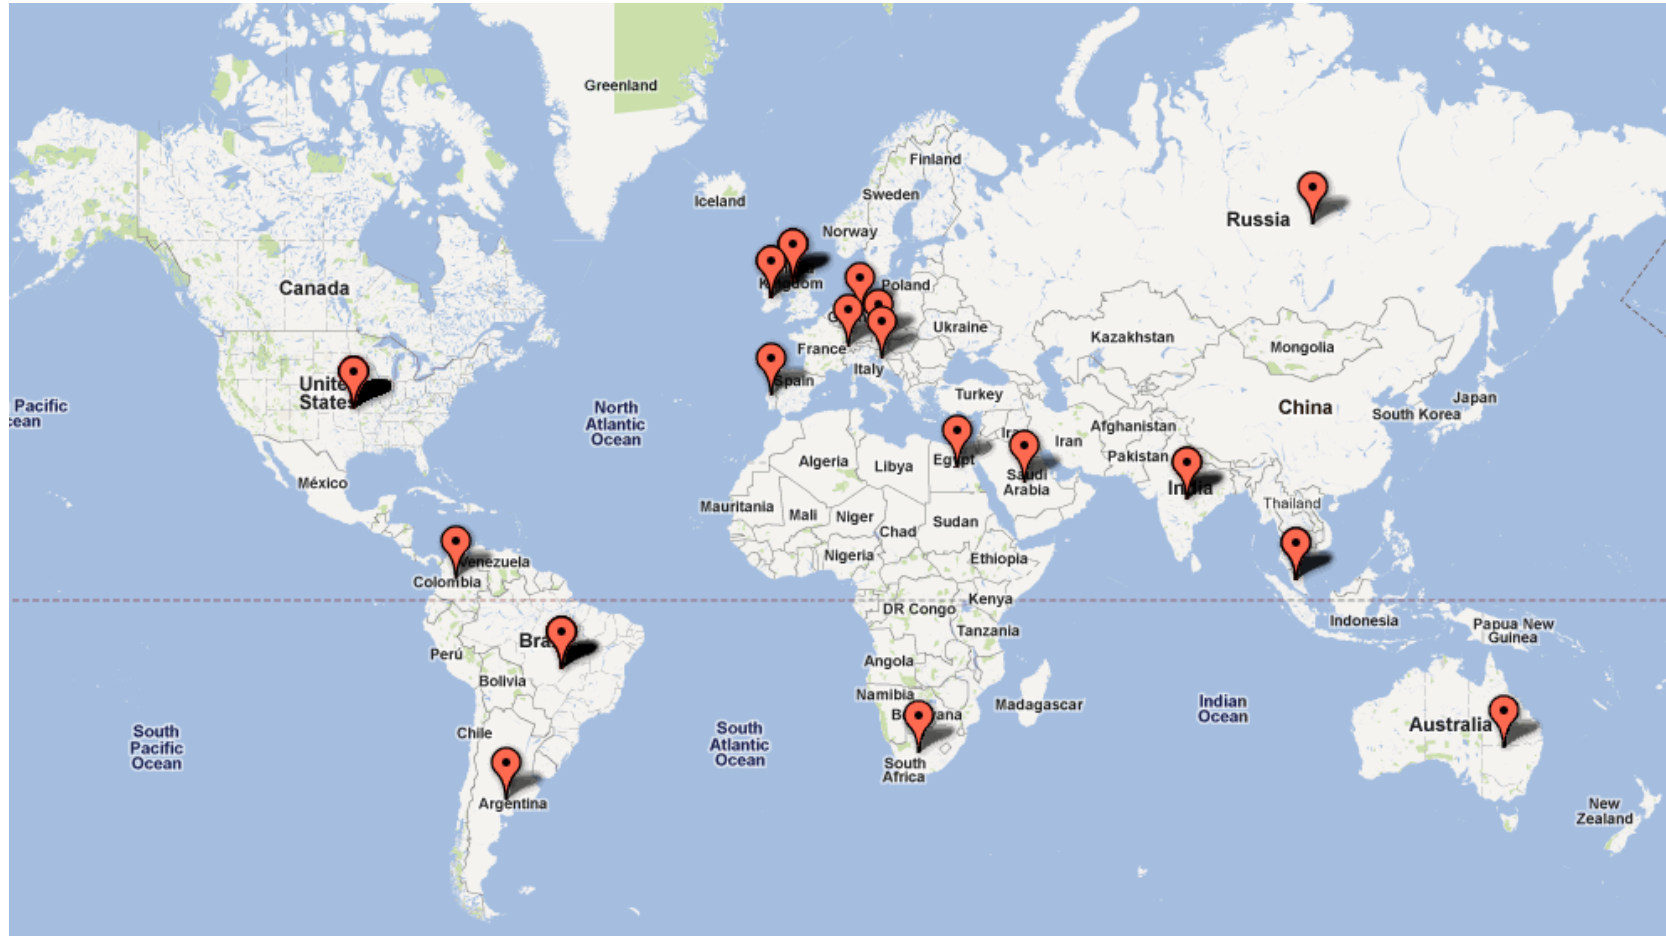 Greenland
Finland
Sweden
Iceland
Norway
Russia
Canada
Poland
Ukraine
Kazakhstan
Mongolia
France
Italy
Spain
United
States
Turkey
Japan
Pacific
cean
North
Atlantic
Ocean
China
South Korea
Afghanistan
Iran
Pakistan
Algeria
Libya
Egypt
Saudi
Arabia
México
India
Thailand
Mauritania
Mali
Niger
Chad
Sudan
Nigeria
Ethiopia
Venezuela
Colombia
DR Congo
Kenya
Tanzania
Indonesia
Papua New
Guinea
Perú
Bolivia
Angola
Namibia
Madagascar
Indian
Ocean
Australia
Chile
South
Pacific
Ocean
South
Atlantic
Ocean
South
Africa
Argentina
New
Zealand